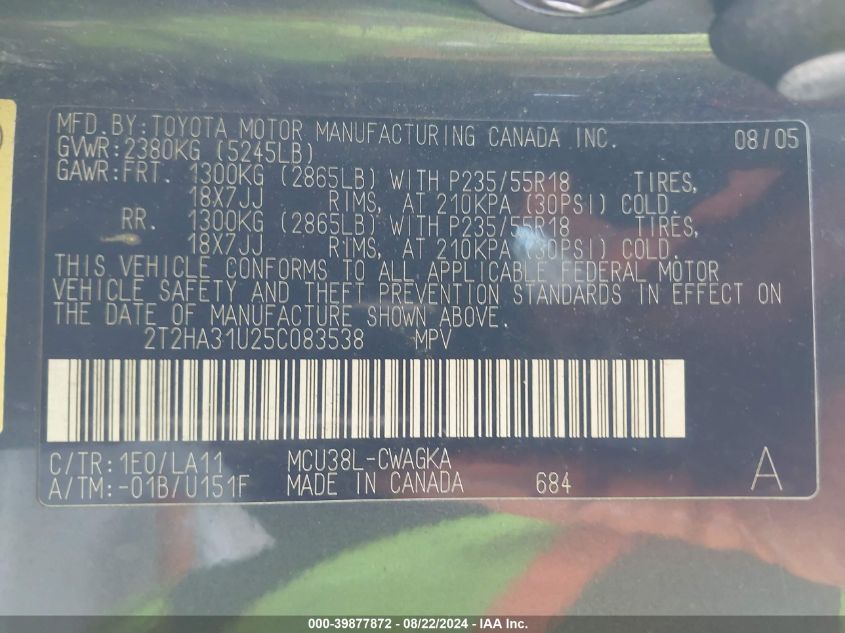 MFD.BY:TOYOTA MOTOR MANUFACTURING CANADA INC. 08/05
GVWR:2380KG (5245LB)
GAWR:FRT. 1300KG (2865LB) WITH P235/55R18 TIRES,
18X7JJ RIMS, AT 210KPA (30PSI) COLD.
RR. 1300KG (2865LB) WITH P235/55R18 TIRES,
18X7JJ RIMS, AT 210KPA (30PSI) COLD.
THIS VEHICLE CONFORMS TO ALL APPLICABLE FEDERAL MOTOR
VEHICLE SAFETY AND THEFT PREVENTION STANDARDS IN EFFECT ON
THE DATE OF MANUFACTURE SHOWN ABOVE.
2T2HA31U25C083538 MPV
C/TR:1E0/LA11 MCU38L-CWAGKA
A/TM:-01B/U151F MADE IN CANADA 684 A
000-39877872 - 08/22/2024 - IAA Inc.